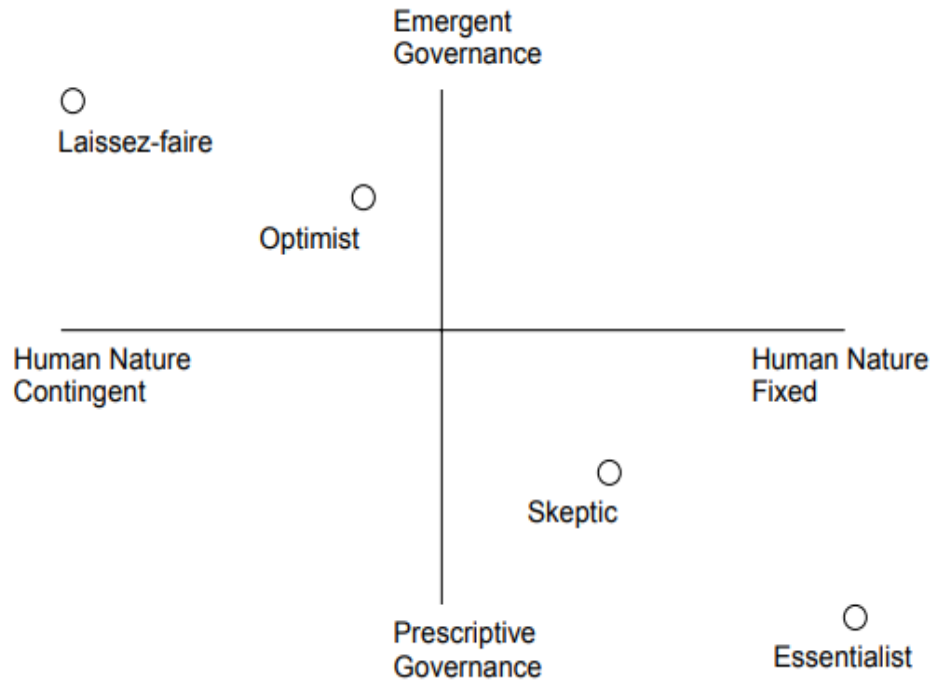 Emergent
Governance
Laissez-faire
Optimist
Human Nature
Contingent
Human Nature
Fixed
Skeptic
Prescriptive
Governance
Essentialist